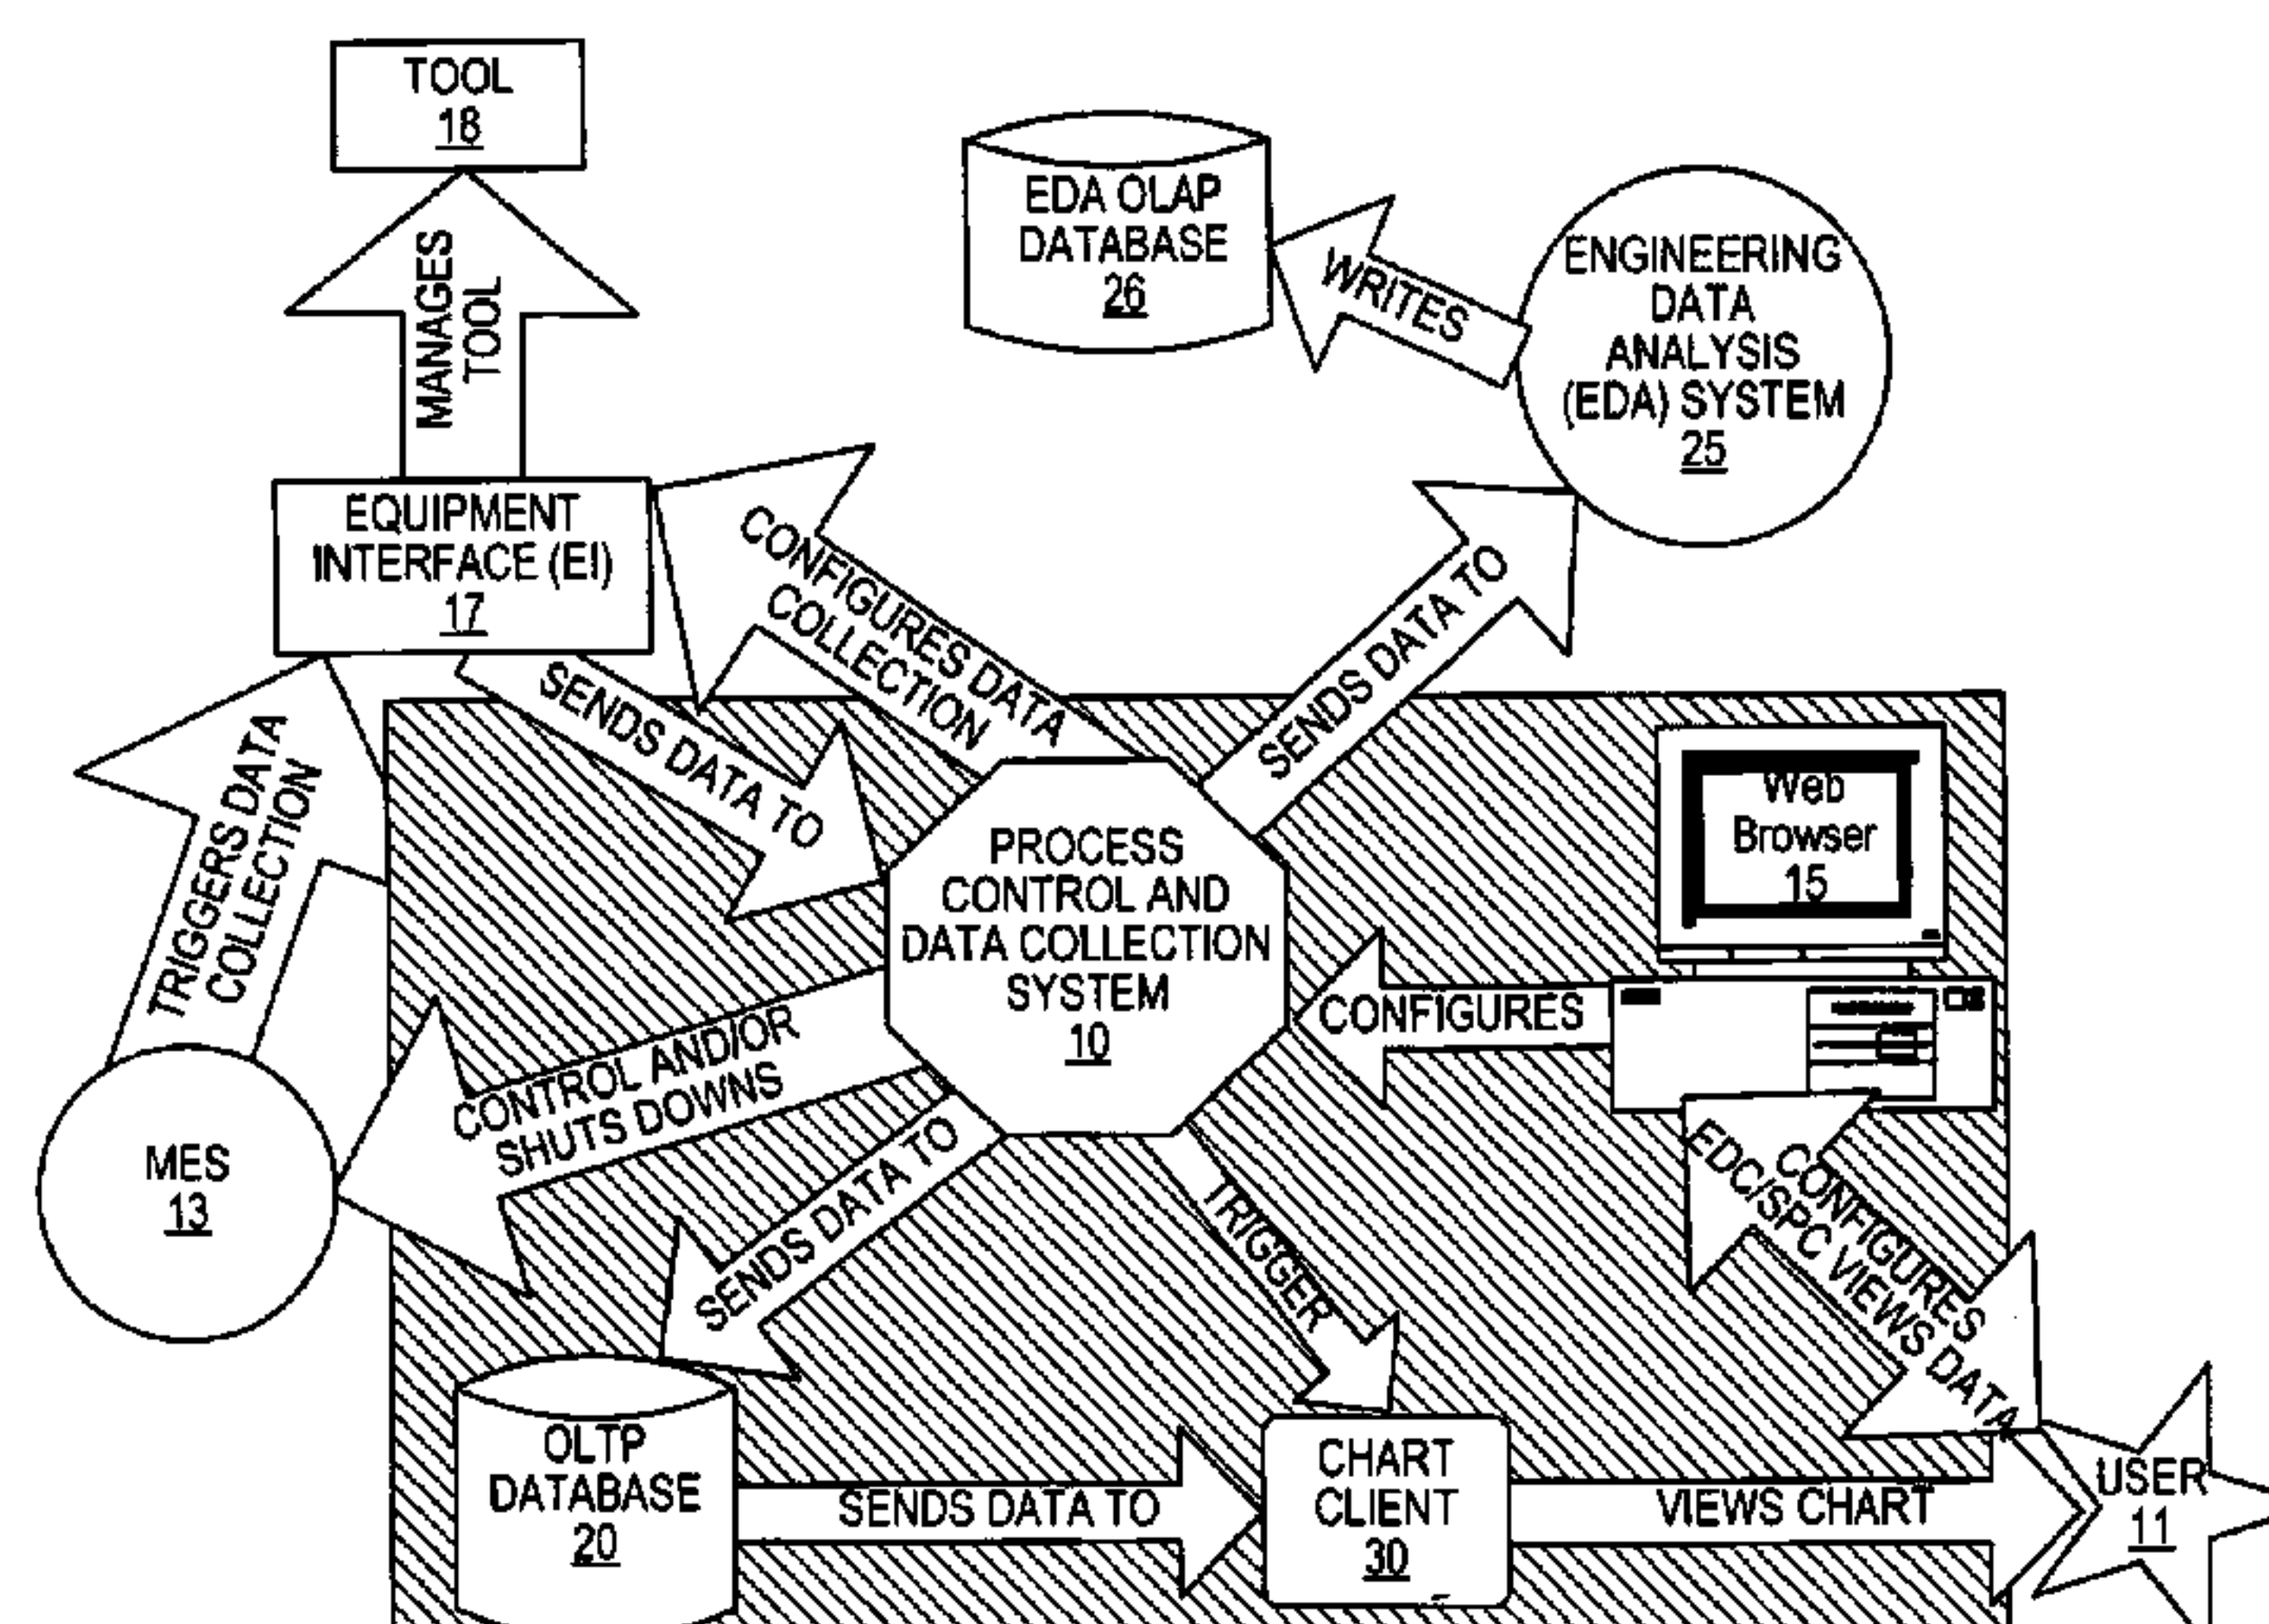 TOOL
18
MANAGES
TOOL
EDA OLAP
DATABASE
26
WRITES
ENGINEERING
DATA
ANALYSIS
(EDA) SYSTEM
25
EQUIPMENT
INTERFACE (EI)
17
CONFIGURES DATA
COLLECTION
SENDS DATA TO
SENDS DATA TO
TRIGGERS DATA
COLLECTION
Web
Browser
15
PROCESS
CONTROL AND
DATA COLLECTION
SYSTEM
10
CONFIGURES
CONTROL AND/OR
SHUTS DOWNS
MES
13
SENDS DATA TO
TRIGGER
CONFIGURES
EDC/SPC VIEWS DATA
OLTP
DATABASE
20
SENDS DATA TO
CHART
CLIENT
30
VIEWS CHART
USER
11